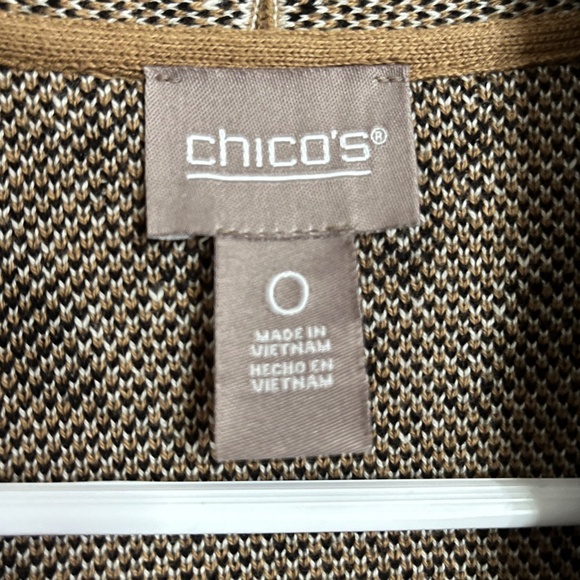 chico's®
0
MADE IN
VIETNAM
HECHO EN
VIETNAM